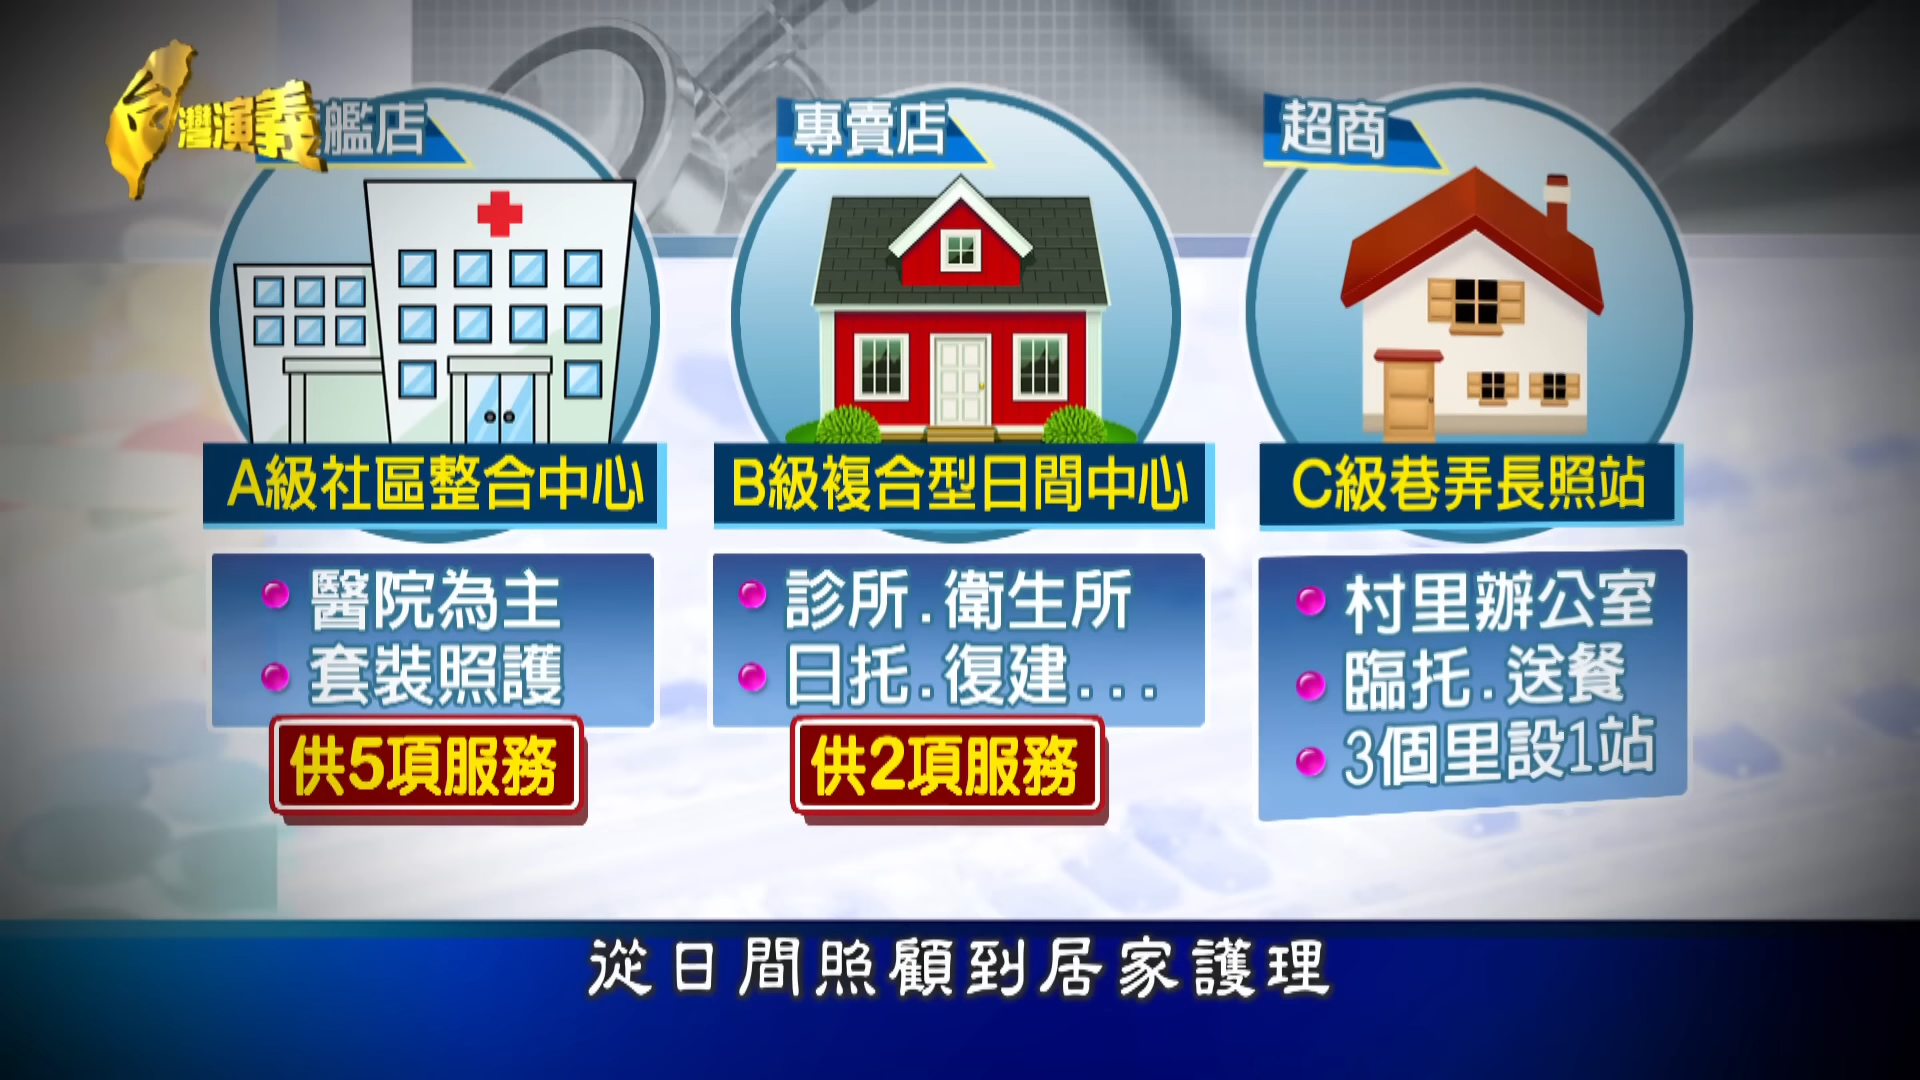 台灣演義
艦店
專賣店
超商
A級社區整合中心
B級複合型日間中心
C級巷弄長照站
醫院為主
套裝照護
供5項服務
診所.衛生所
日托.復建...
供2項服務
村里辦公室
臨托.送餐
3個里設1站
從日間照顧到居家護理